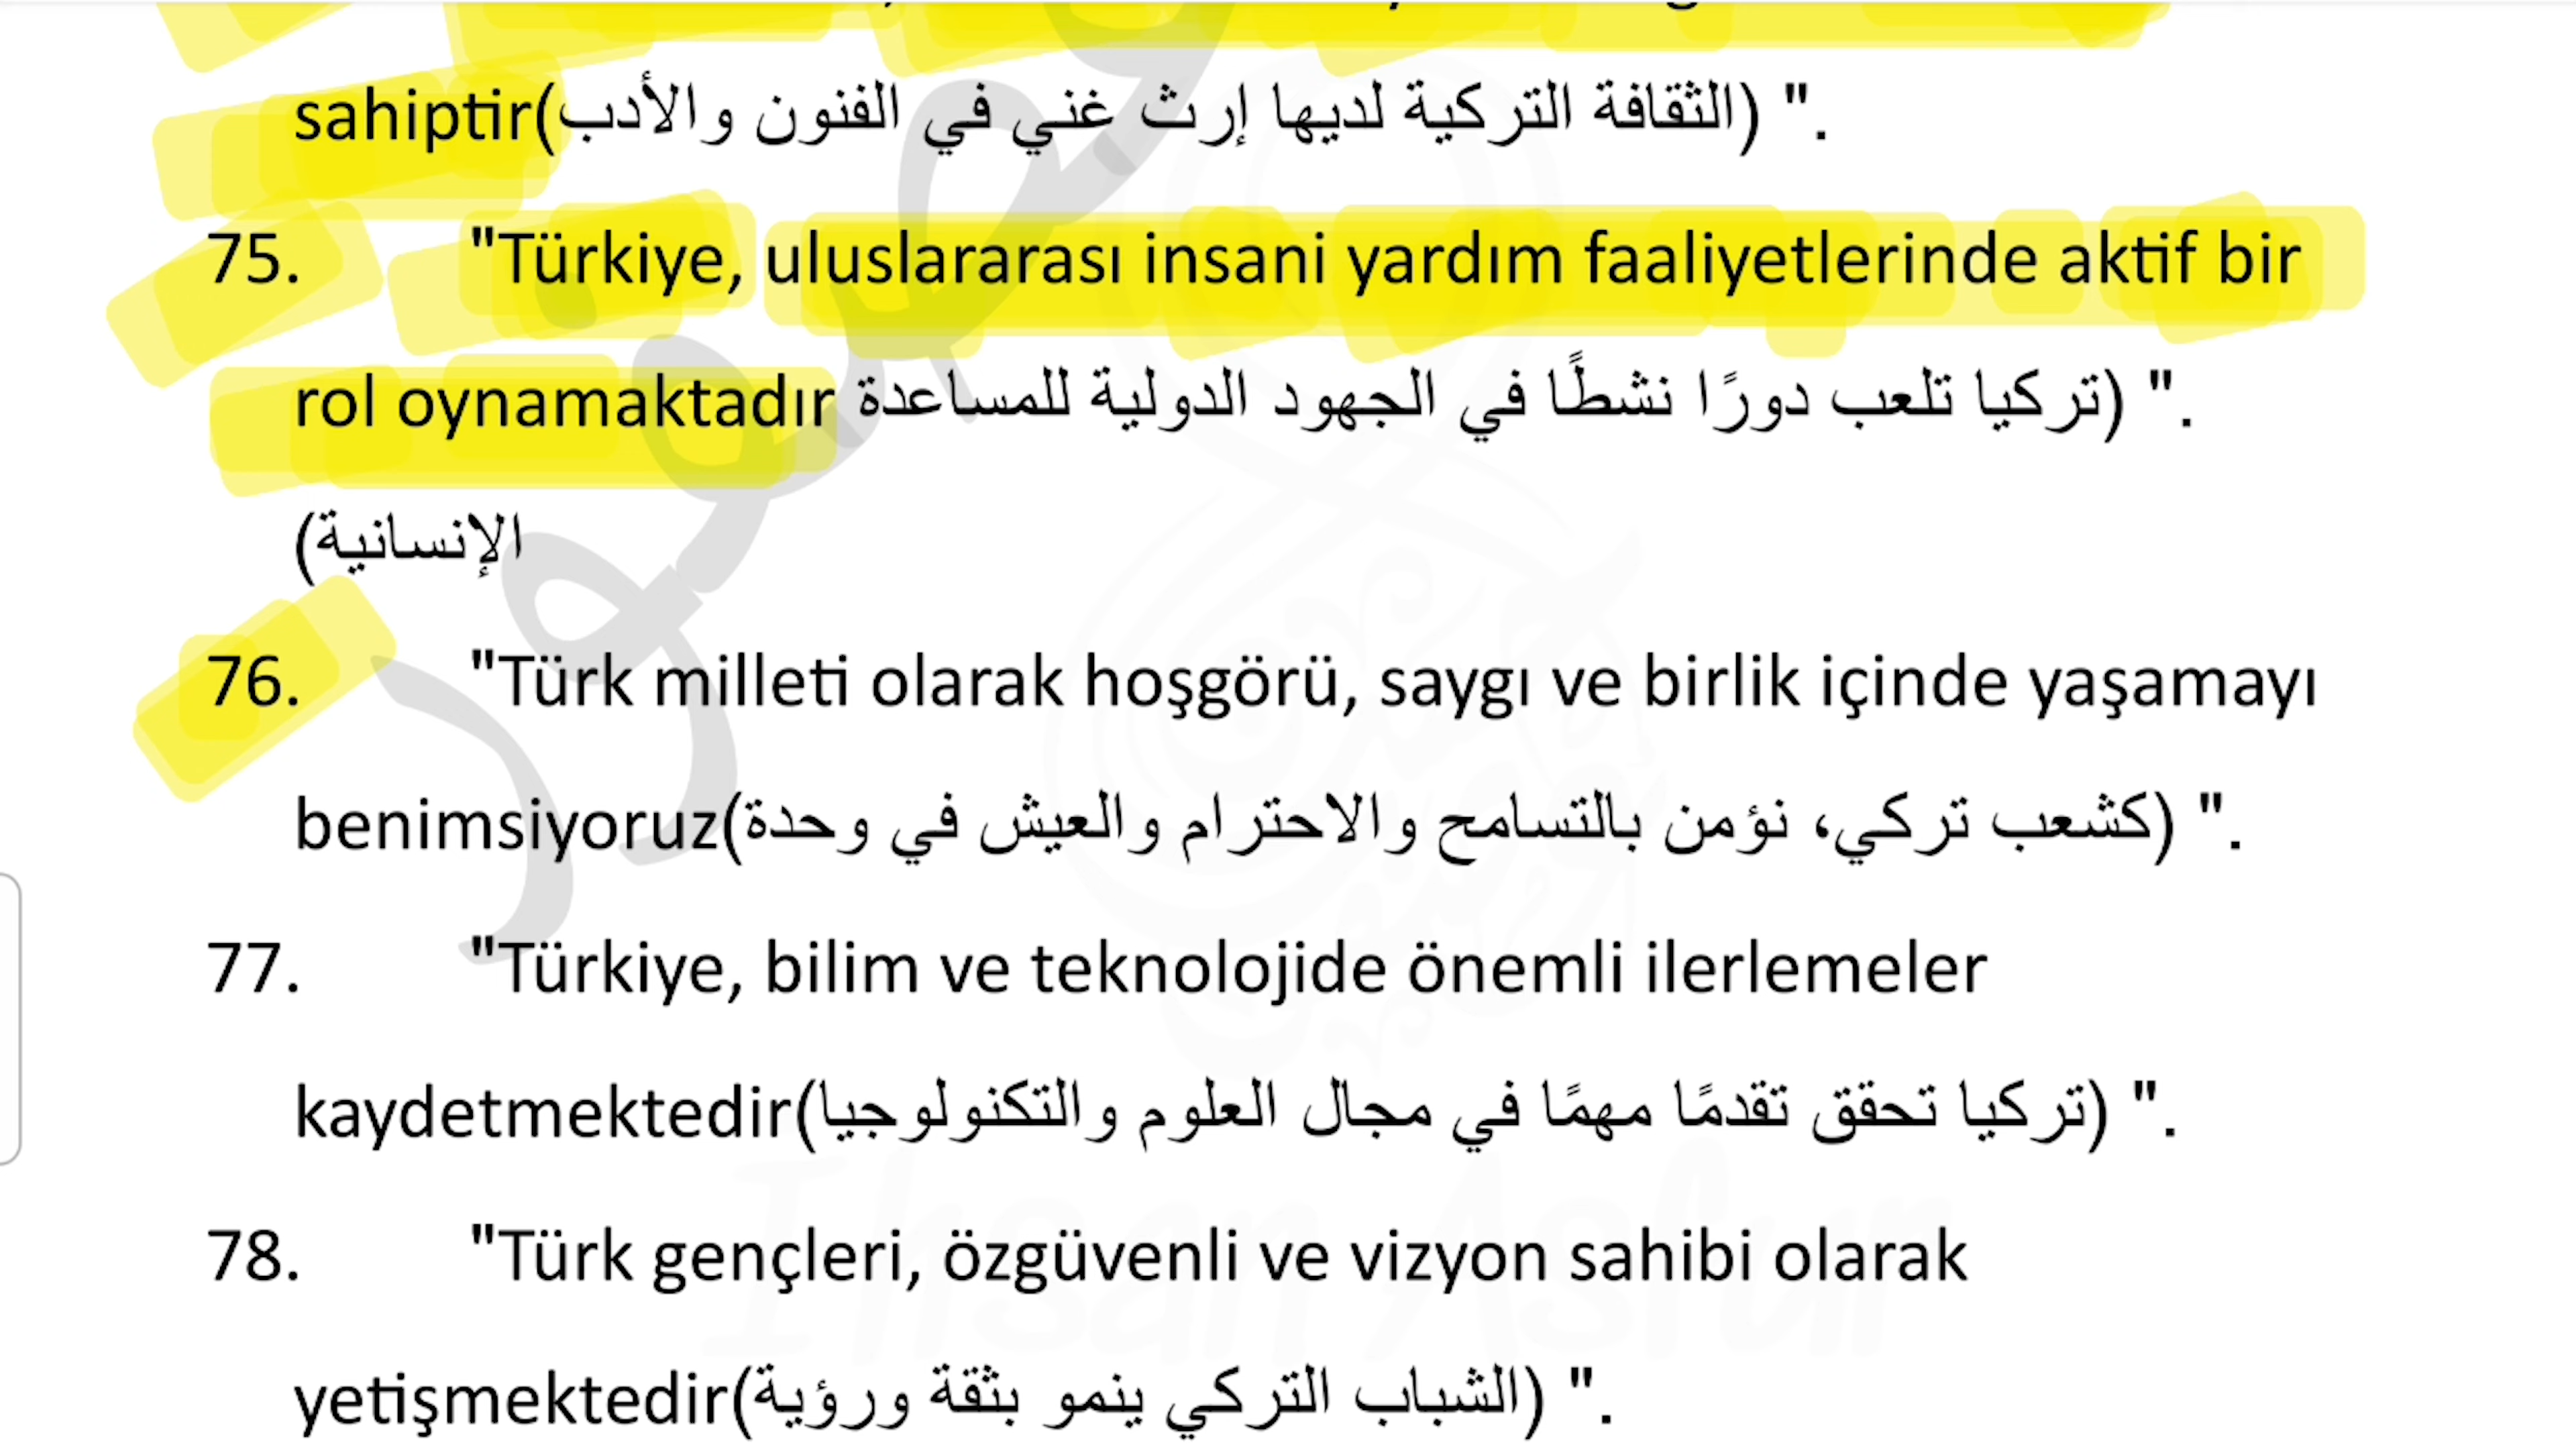 sahiptir(الثقافة التركية لديها إرث غني في الفنون والأدب) ".
75. "Türkiye, uluslararası insani yardım faaliyetlerinde aktif bir
rol oynamaktadır تركيا تلعب دورًا نشطًا في الجهود الدولية للمساعدة) ".
الإنسانية)
76. "Türk milleti olarak hoşgörü, saygı ve birlik içinde yaşamayı
benimsiyoruz(كشعب تركي، نؤمن بالتسامح والاحترام والعيش في وحدة) ".
77. "Türkiye, bilim ve teknolojide önemli ilerlemeler
kaydetmektedir(تركيا تحقق تقدمًا مهمًا في مجال العلوم والتكنولوجيا) ".
78. "Türk gençleri, özgüvenli ve vizyon sahibi olarak
yetişmektedir(الشباب التركي ينمو بثقة ورؤية) ".
Ihsan Aslur